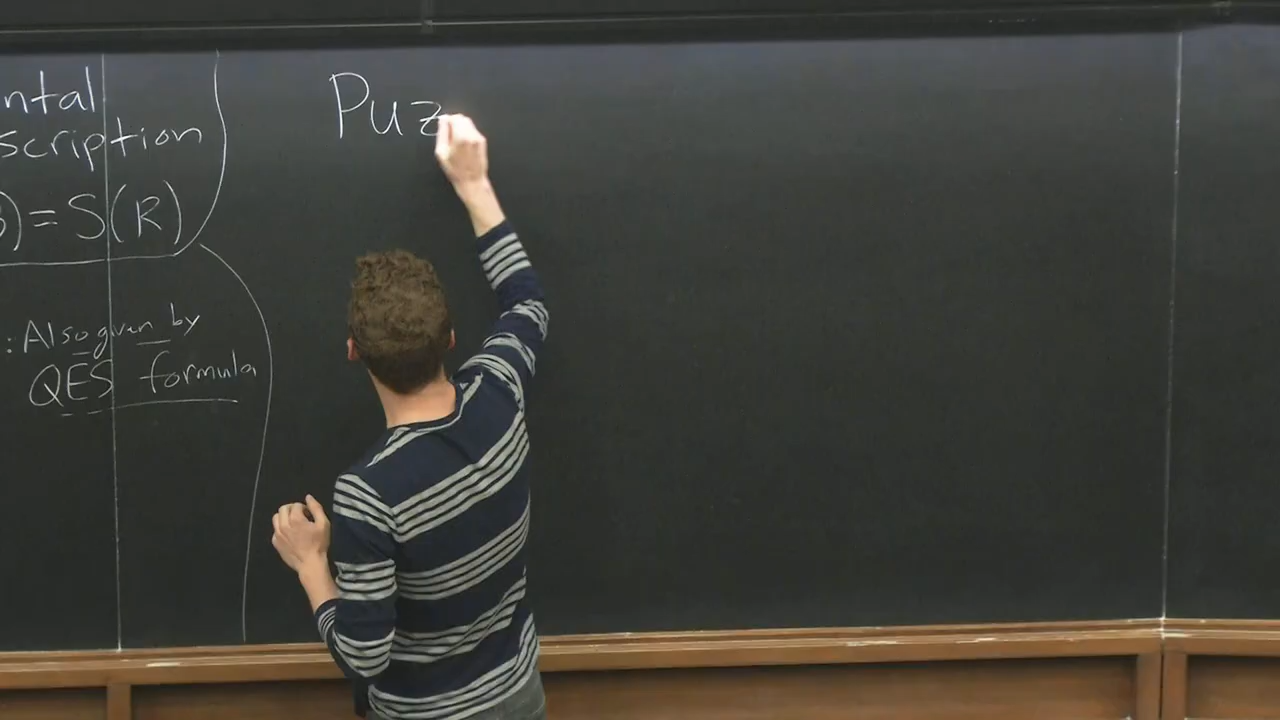 ntal
scription
) = S(R)
: Also given by
QES formula
Puz